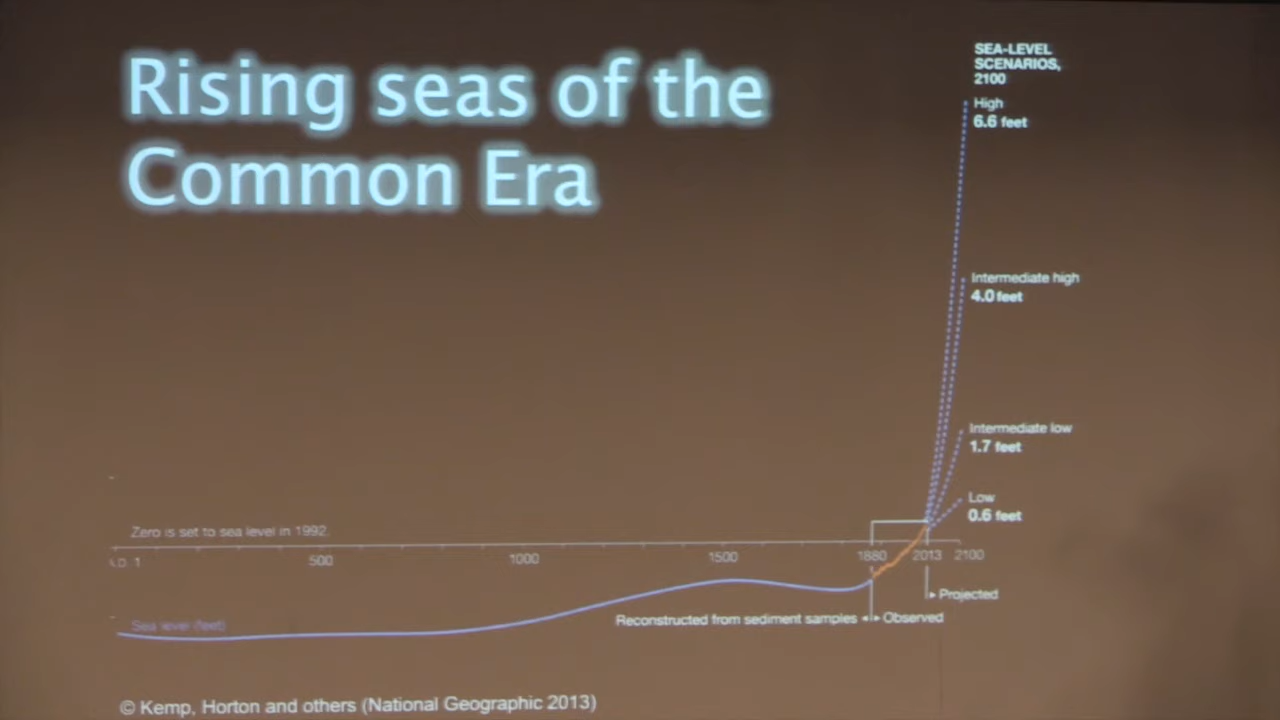 Rising seas of the
Common Era
SEA-LEVEL
SCENARIOS,
2100
High
6.6 feet
Intermediate high
4.0 feet
Intermediate low
1.7 feet
Low
0.6 feet
Zero is set to sea level in 1992.
A.D. 1
500
1000
1500
1880
2013
2100
Projected
Reconstructed from sediment samples
Observed
Sea level (feet)
© Kemp, Horton and others (National Geographic 2013)